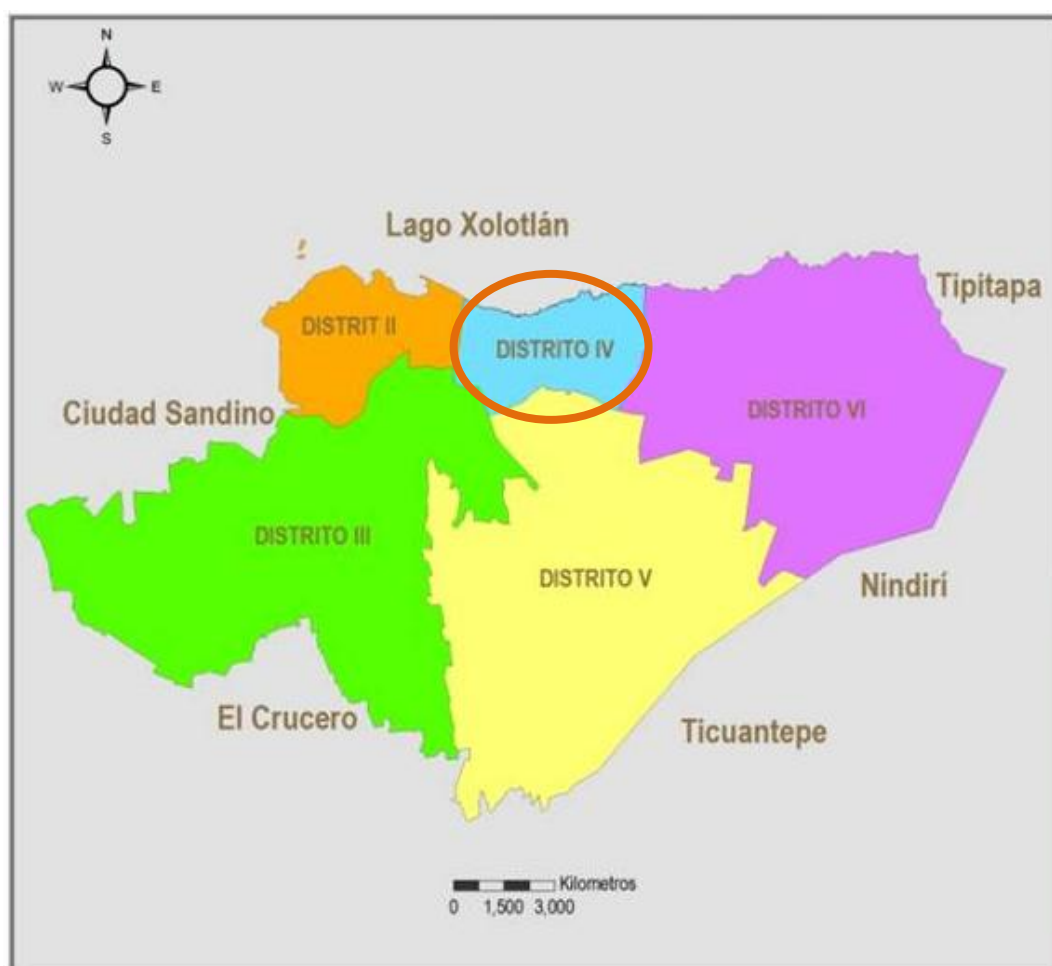 N
W E
S
Lago Xolotlán
Tipitapa
DISTRIT II
DISTRITO IV
Ciudad Sandino
DISTRITO VI
DISTRITO III
DISTRITO V
Nindirí
El Crucero
Ticuantepe
Kilometros
0 1,500 3,000